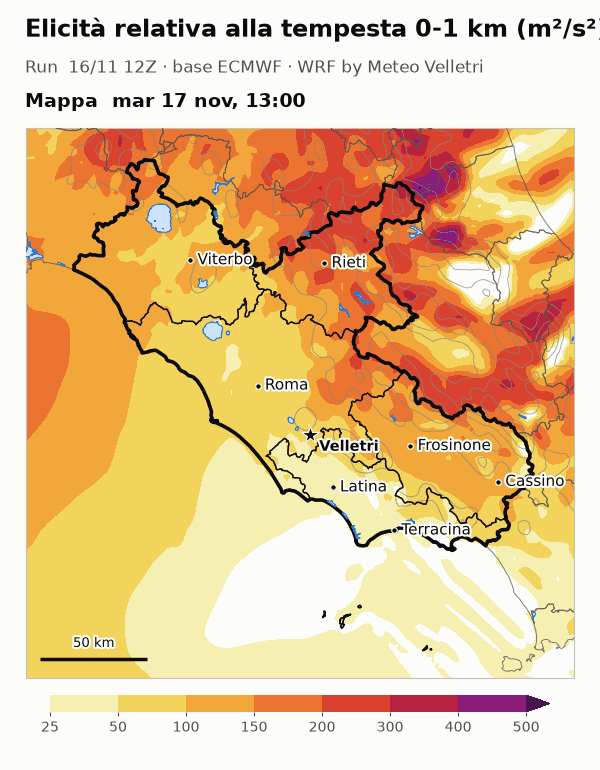 Elicità relativa alla tempesta 0-1 km (m²/s²)
Run 16/11 12Z · base ECMWF · WRF by Meteo Velletri
Mappa mar 17 nov, 13:00
Viterbo
Rieti
Roma
Velletri
Frosinone
Cassino
Latina
Terracina
50 km
25 50 100 150 200 300 400 500